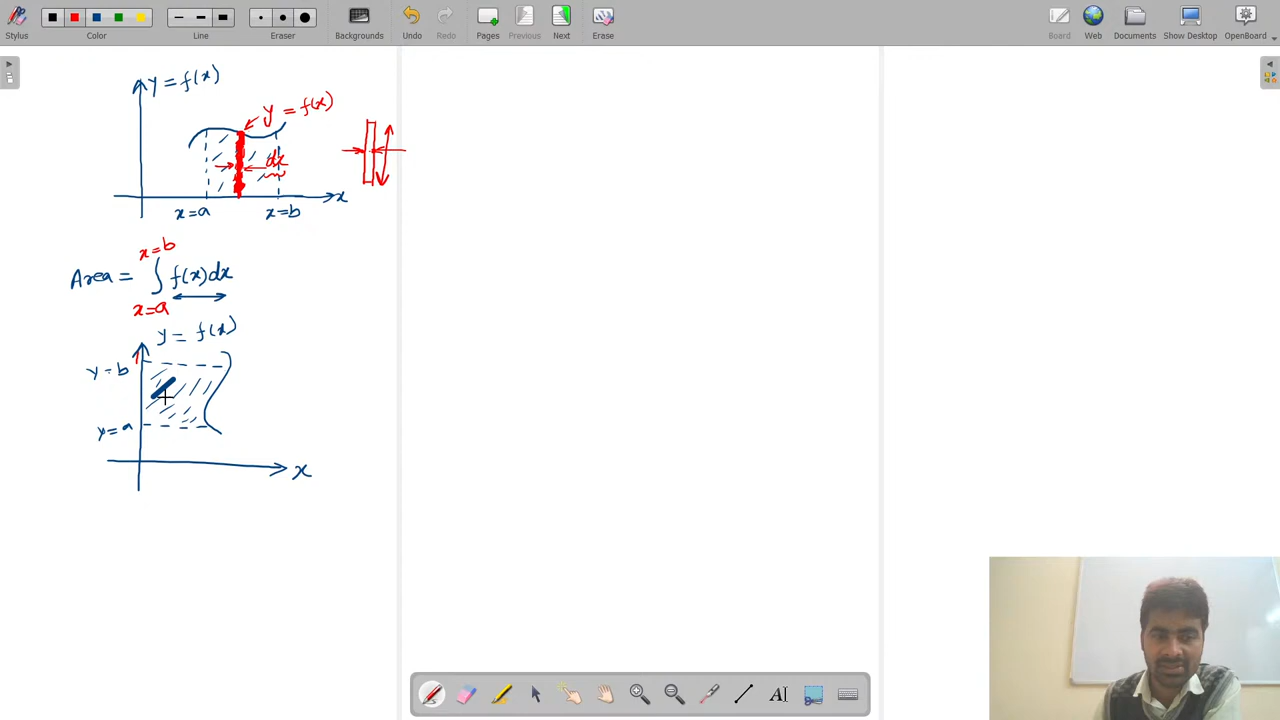 Stylus
Color
Line
Eraser
Backgrounds
Undo
Redo
Pages
Previous
Next
Erase
Board
Web
Documents
Show Desktop
OpenBoard
y = f(x)
y = f(x)
dx
x
x=a
x=b
x=b
Area = ∫ f(x)dx
x=a
y = f(x)
y = b
y = a
x
AI